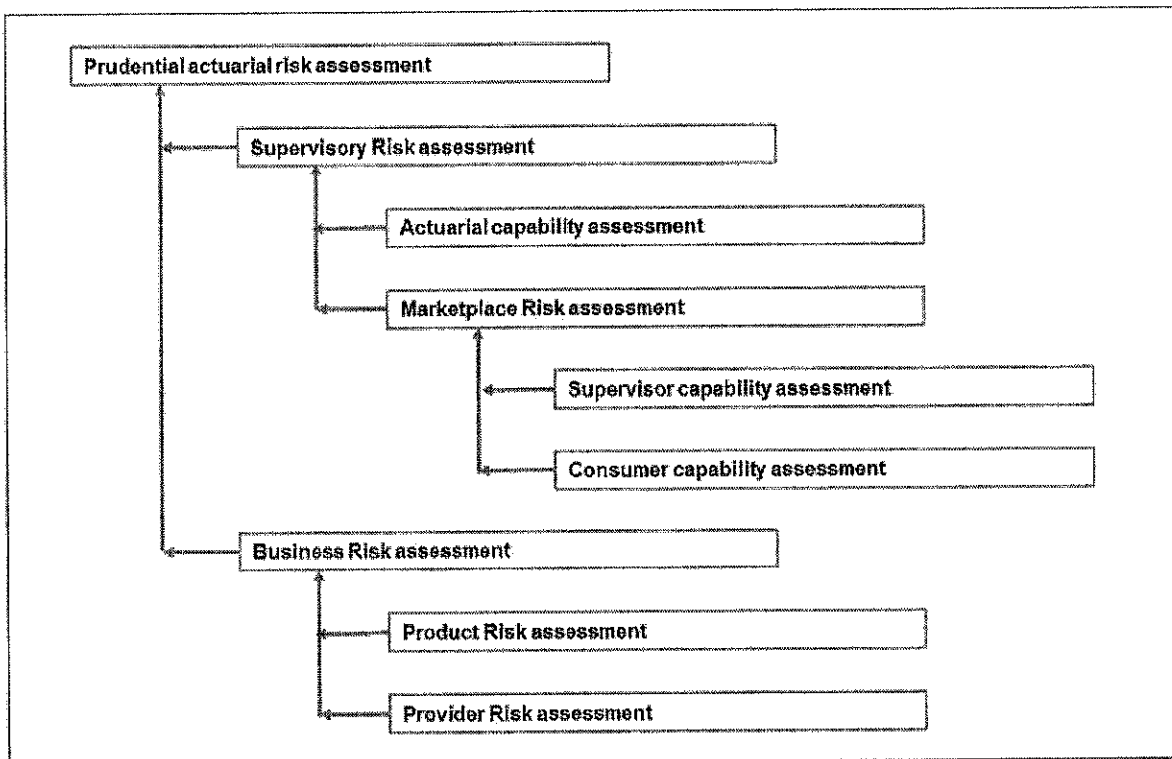 Prudential actuarial risk assessment
Supervisory Risk assessment
Actuarial capability assessment
Marketplace Risk assessment
Supervisor capability assessment
Consumer capability assessment
Business Risk assessment
Product Risk assessment
Provider Risk assessment